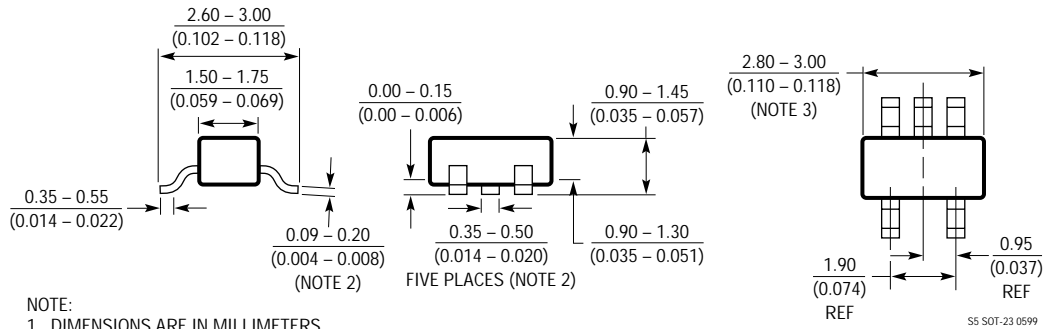 2.60 – 3.00
(0.102 – 0.118)
1.50 – 1.75
(0.059 – 0.069)
0.35 – 0.55
(0.014 – 0.022)
0.09 – 0.20
(0.004 – 0.008)
(NOTE 2)
0.00 – 0.15
(0.00 – 0.006)
0.90 – 1.45
(0.035 – 0.057)
0.35 – 0.50
(0.014 – 0.020)
FIVE PLACES (NOTE 2)
0.90 – 1.30
(0.035 – 0.051)
2.80 – 3.00
(0.110 – 0.118)
(NOTE 3)
1.90
(0.074)
REF
0.95
(0.037)
REF
NOTE:
1. DIMENSIONS ARE IN MILLIMETERS
S5 SOT-23 0599